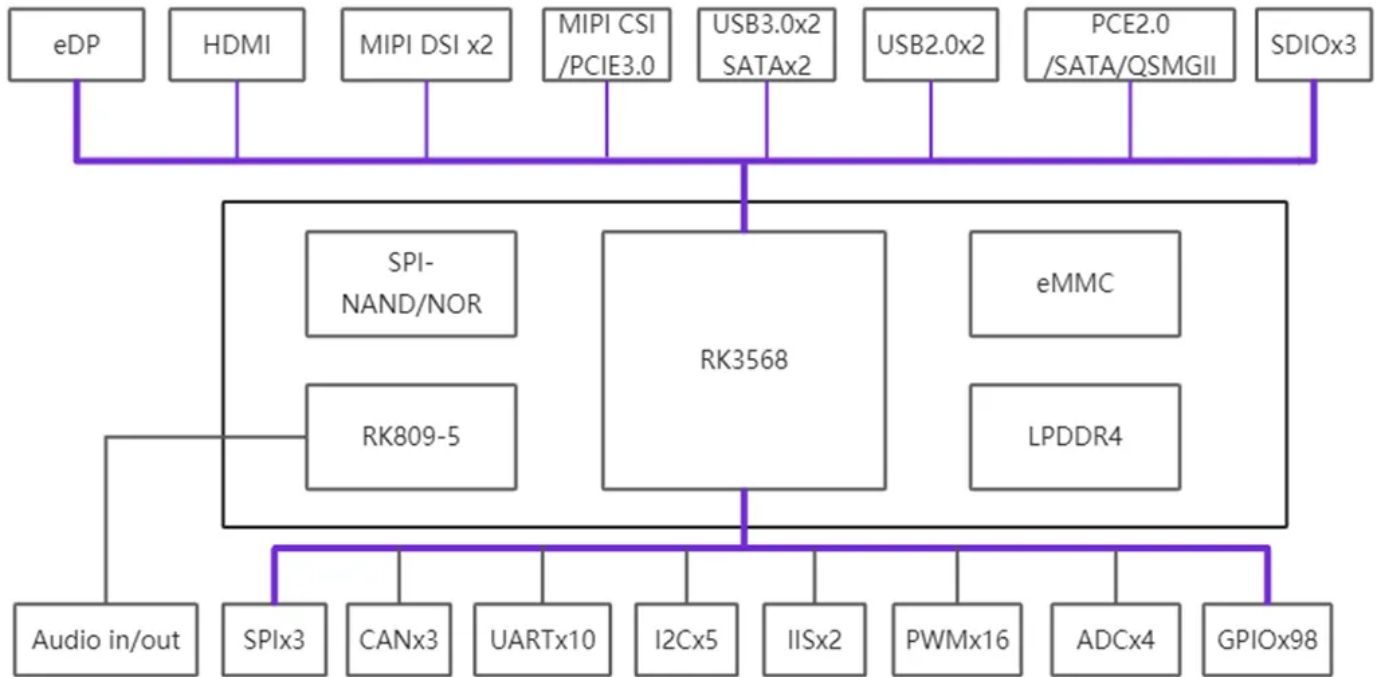 eDP
HDMI
MIPI DSI x2
MIPI CSI
/PCIE3.0
USB3.0x2
SATAx2
USB2.0x2
PCE2.0
/SATA/QSMGII
SDIOx3
SPI-
NAND/NOR
RK3568
eMMC
RK809-5
LPDDR4
Audio in/out
SPIx3
CANx3
UARTx10
I2Cx5
IISx2
PWMx16
ADCx4
GPIOx98